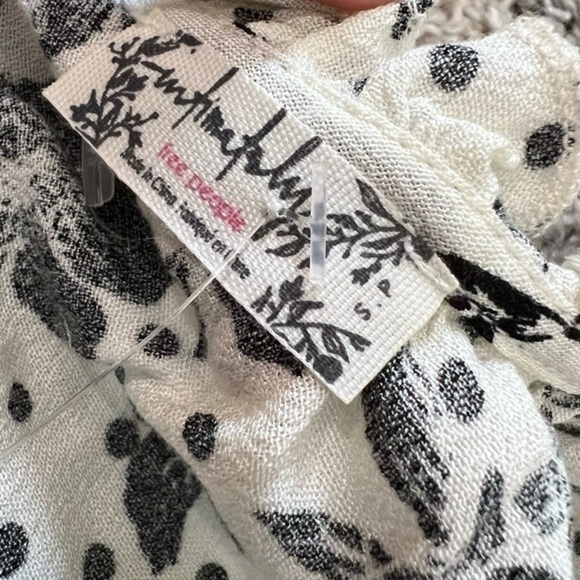 intimately
free people
Made in China / Fabriqué en Chine
S.P